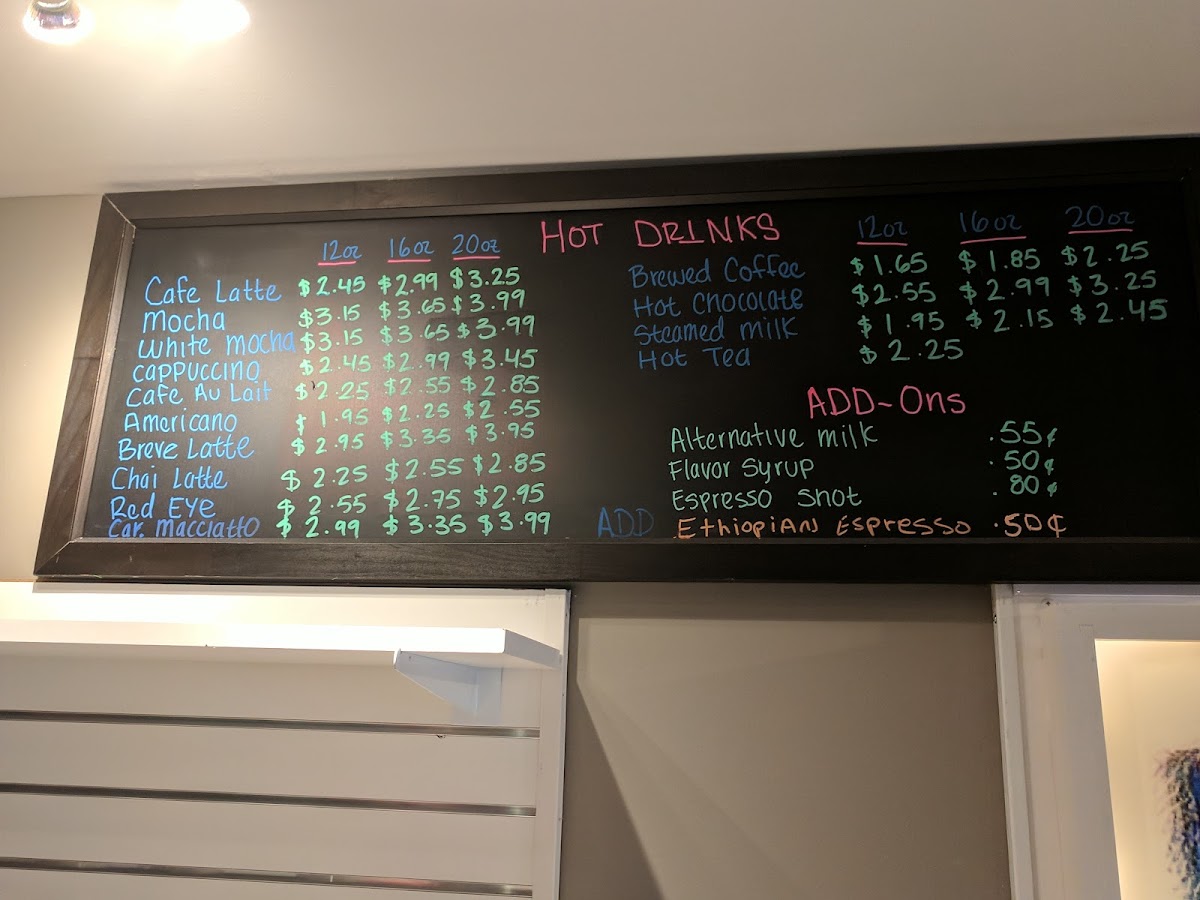 HOT DRINKS
12oz 16oz 20oz
Cafe Latte $2.45 $2.99 $3.25
Mocha $3.15 $3.65 $3.99
White mocha $3.15 $3.65 $3.99
Cappuccino $2.45 $2.99 $3.45
Cafe Au Lait $2.25 $2.55 $2.85
Americano $1.95 $2.25 $2.55
Breve Latte $2.95 $3.35 $3.95
Chai Latte $2.25 $2.55 $2.85
Red Eye $2.55 $2.75 $2.95
Car. Macciatto $2.99 $3.35 $3.99
12oz 16oz 20oz
Brewed Coffee $1.65 $1.85 $2.25
Hot Chocolate $2.55 $2.99 $3.25
Steamed milk $1.95 $2.15 $2.45
Hot Tea $2.25
ADD-Ons
Alternative milk .55¢
Flavor Syrup .50¢
Espresso Shot .80¢
ADD Ethiopian Espresso .50¢